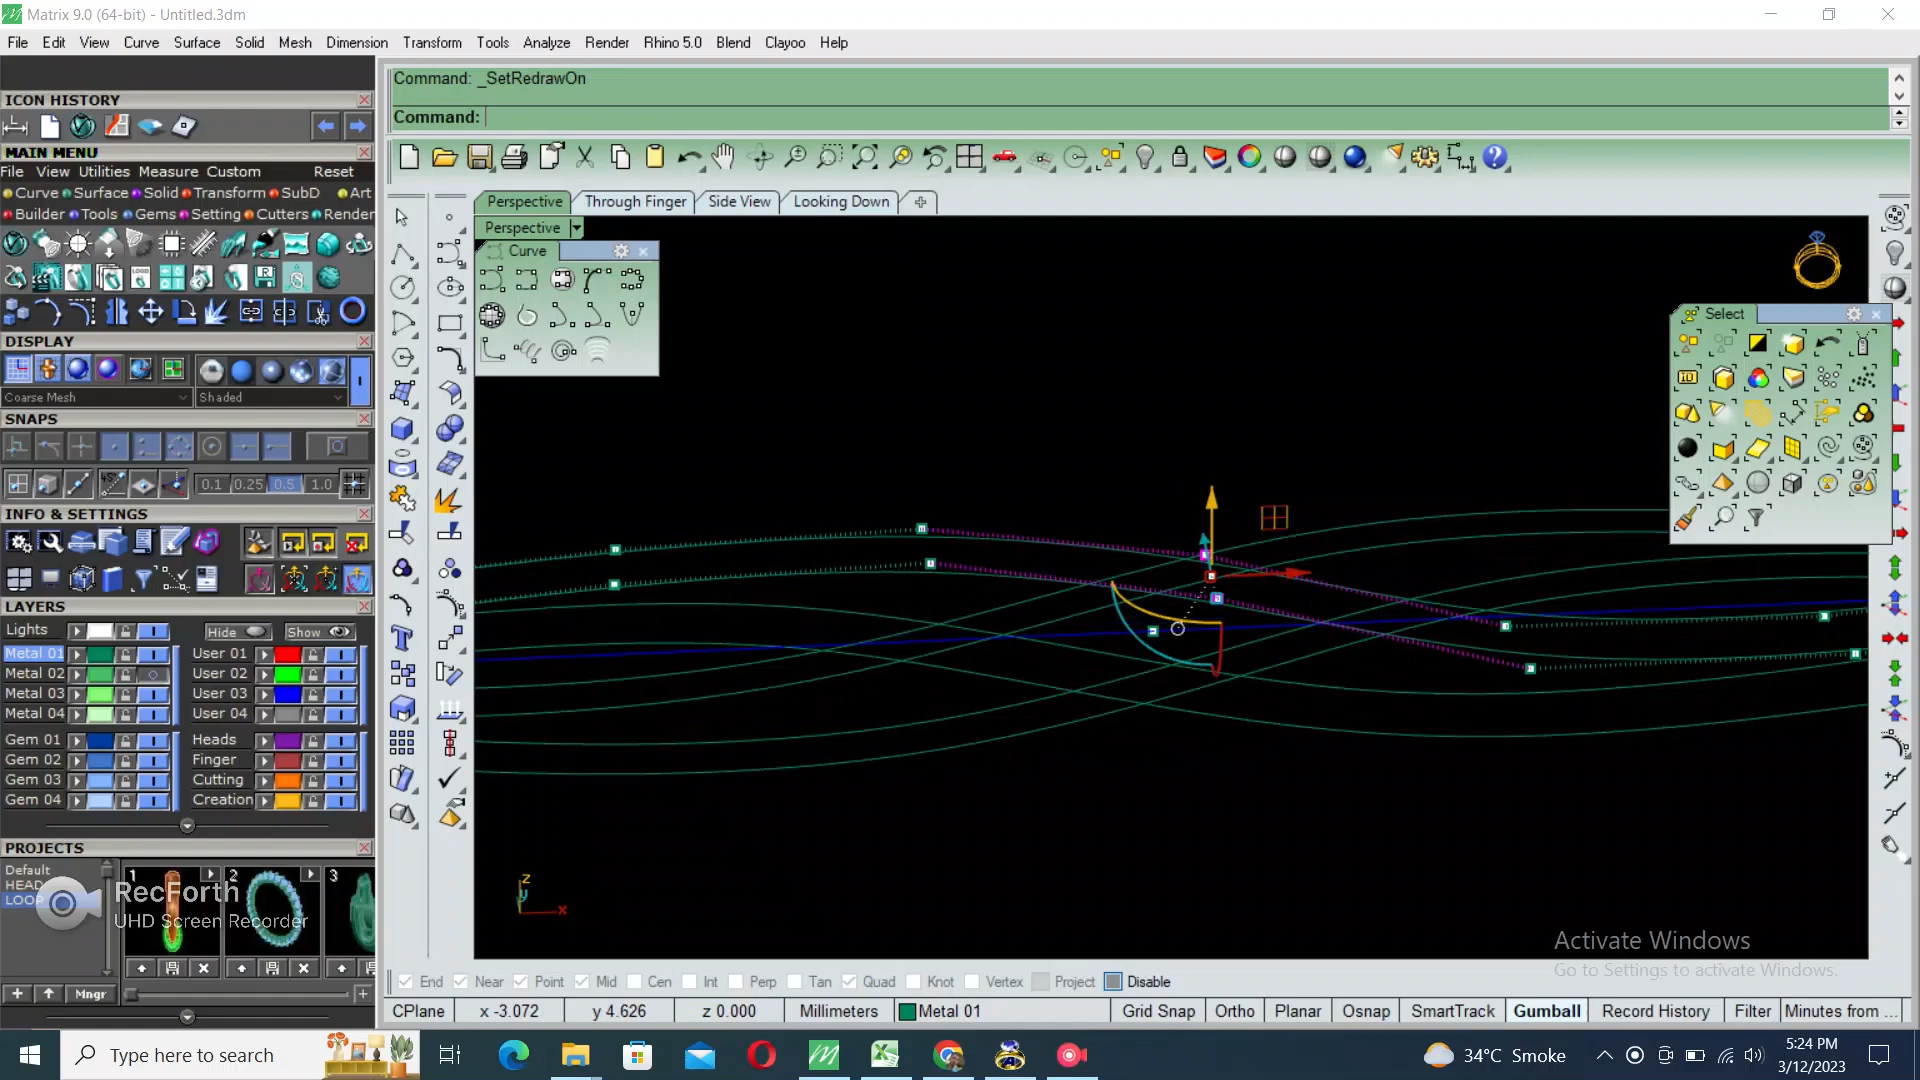 Matrix 9.0 (64-bit) - Untitled.3dm
File Edit View Curve Surface Solid Mesh Dimension Transform Tools Analyze Render Rhino 5.0 Blend Clayoo Help
Command: _SetRedrawOn
Command:
ICON HISTORY
MAIN MENU
File View Utilities Measure Custom Reset
Curve Surface Solid Transform SubD Art
Builder Tools Gems Setting Cutters Render
Perspective Through Finger Side View Looking Down
Perspective
Curve
Select
DISPLAY
Coarse Mesh Shaded
SNAPS
0.1 0.25 0.5 1.0
INFO & SETTINGS
LAYERS
Lights Hide Show
Metal 01 User 01
Metal 02 User 02
Metal 03 User 03
Metal 04 User 04
Gem 01 Heads
Gem 02 Finger
Gem 03 Cutting
Gem 04 Creation
PROJECTS
Default
HEAD
LOOP
1 2 3
RecForth
UHD Screen Recorder
Mngr
z
y
x
Activate Windows
Go to Settings to activate Windows.
End Near Point Mid Cen Int Perp Tan Quad Knot Vertex Project Disable
CPlane x -3.072 y 4.626 z 0.000 Millimeters Metal 01 Grid Snap Ortho Planar Osnap SmartTrack Gumball Record History Filter Minutes from ...
Type here to search
34°C Smoke
5:24 PM
3/12/2023